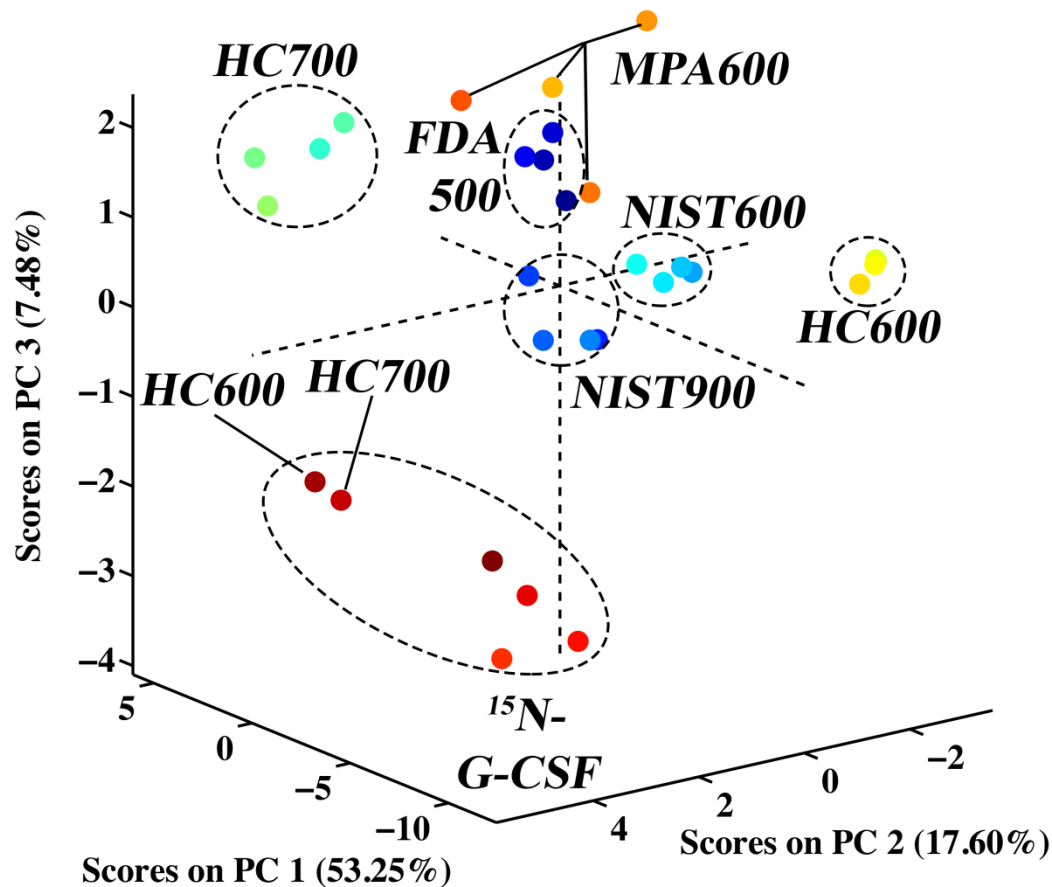 HC700
MPA600
FDA
500
NIST600
HC600
NIST900
HC600
HC700
¹⁵N-
G-CSF
Scores on PC 3 (7.48%)
2
1
0
−1
−2
−3
−4
5
0
−5
−10
Scores on PC 1 (53.25%)
4
2
0
−2
Scores on PC 2 (17.60%)